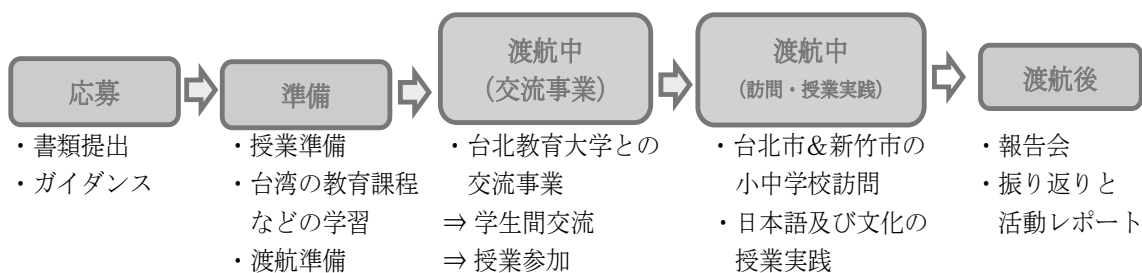 応募
・書類提出
・ガイダンス
準備
・授業準備
・台湾の教育課程
などの学習
・渡航準備
渡航中
(交流事業)
・台北教育大学との
交流事業
⇒ 学生間交流
⇒ 授業参加
渡航中
(訪問・授業実践)
・台北市&新竹市の
小中学校訪問
・日本語及び文化の
授業実践
渡航後
・報告会
・振り返りと
活動レポート